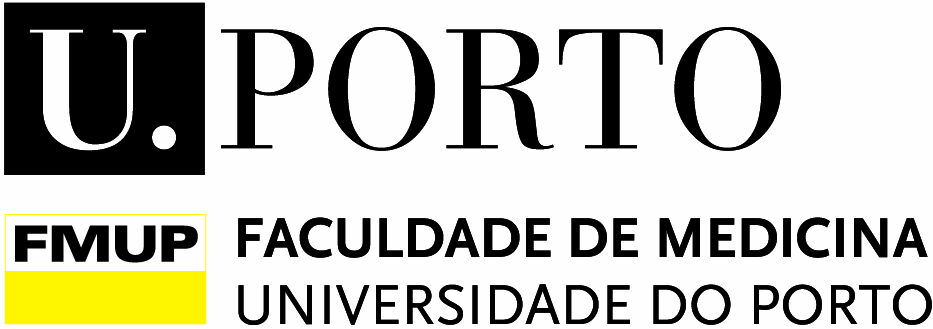 U. PORTO
FMUP FACULDADE DE MEDICINA
UNIVERSIDADE DO PORTO